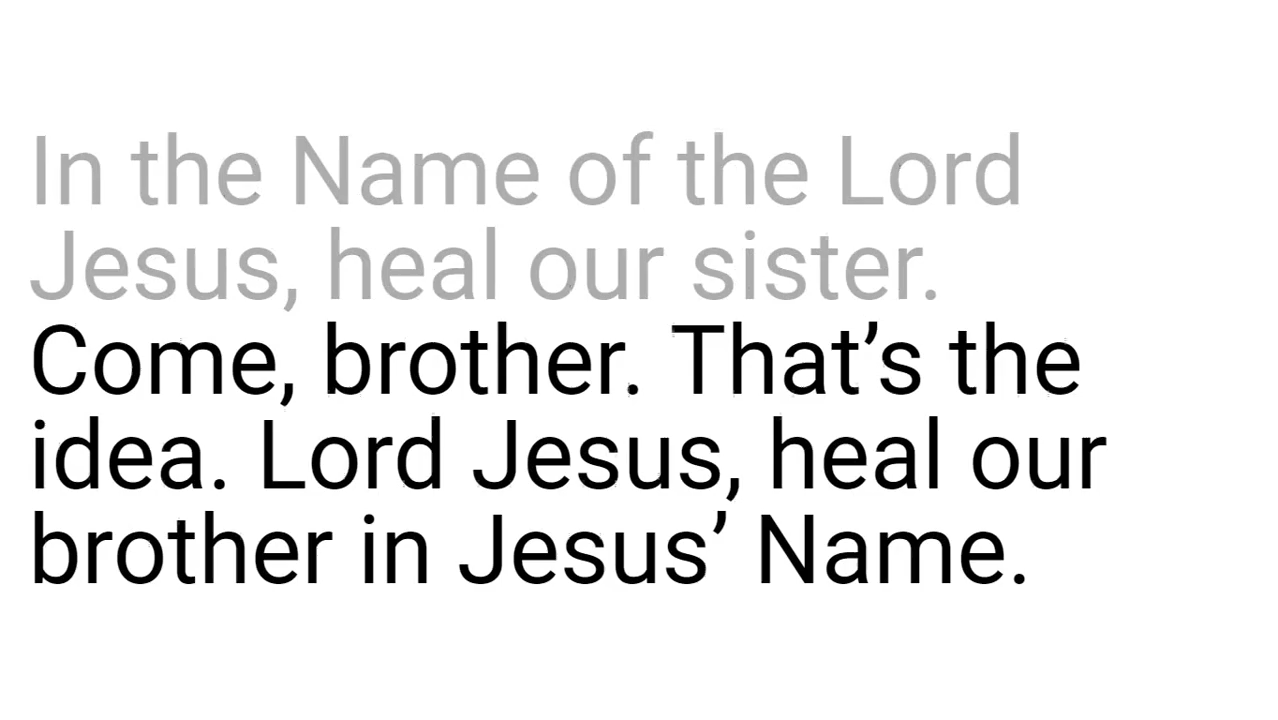 In the Name of the Lord
Jesus, heal our sister.
Come, brother. That’s the
idea. Lord Jesus, heal our
brother in Jesus’ Name.